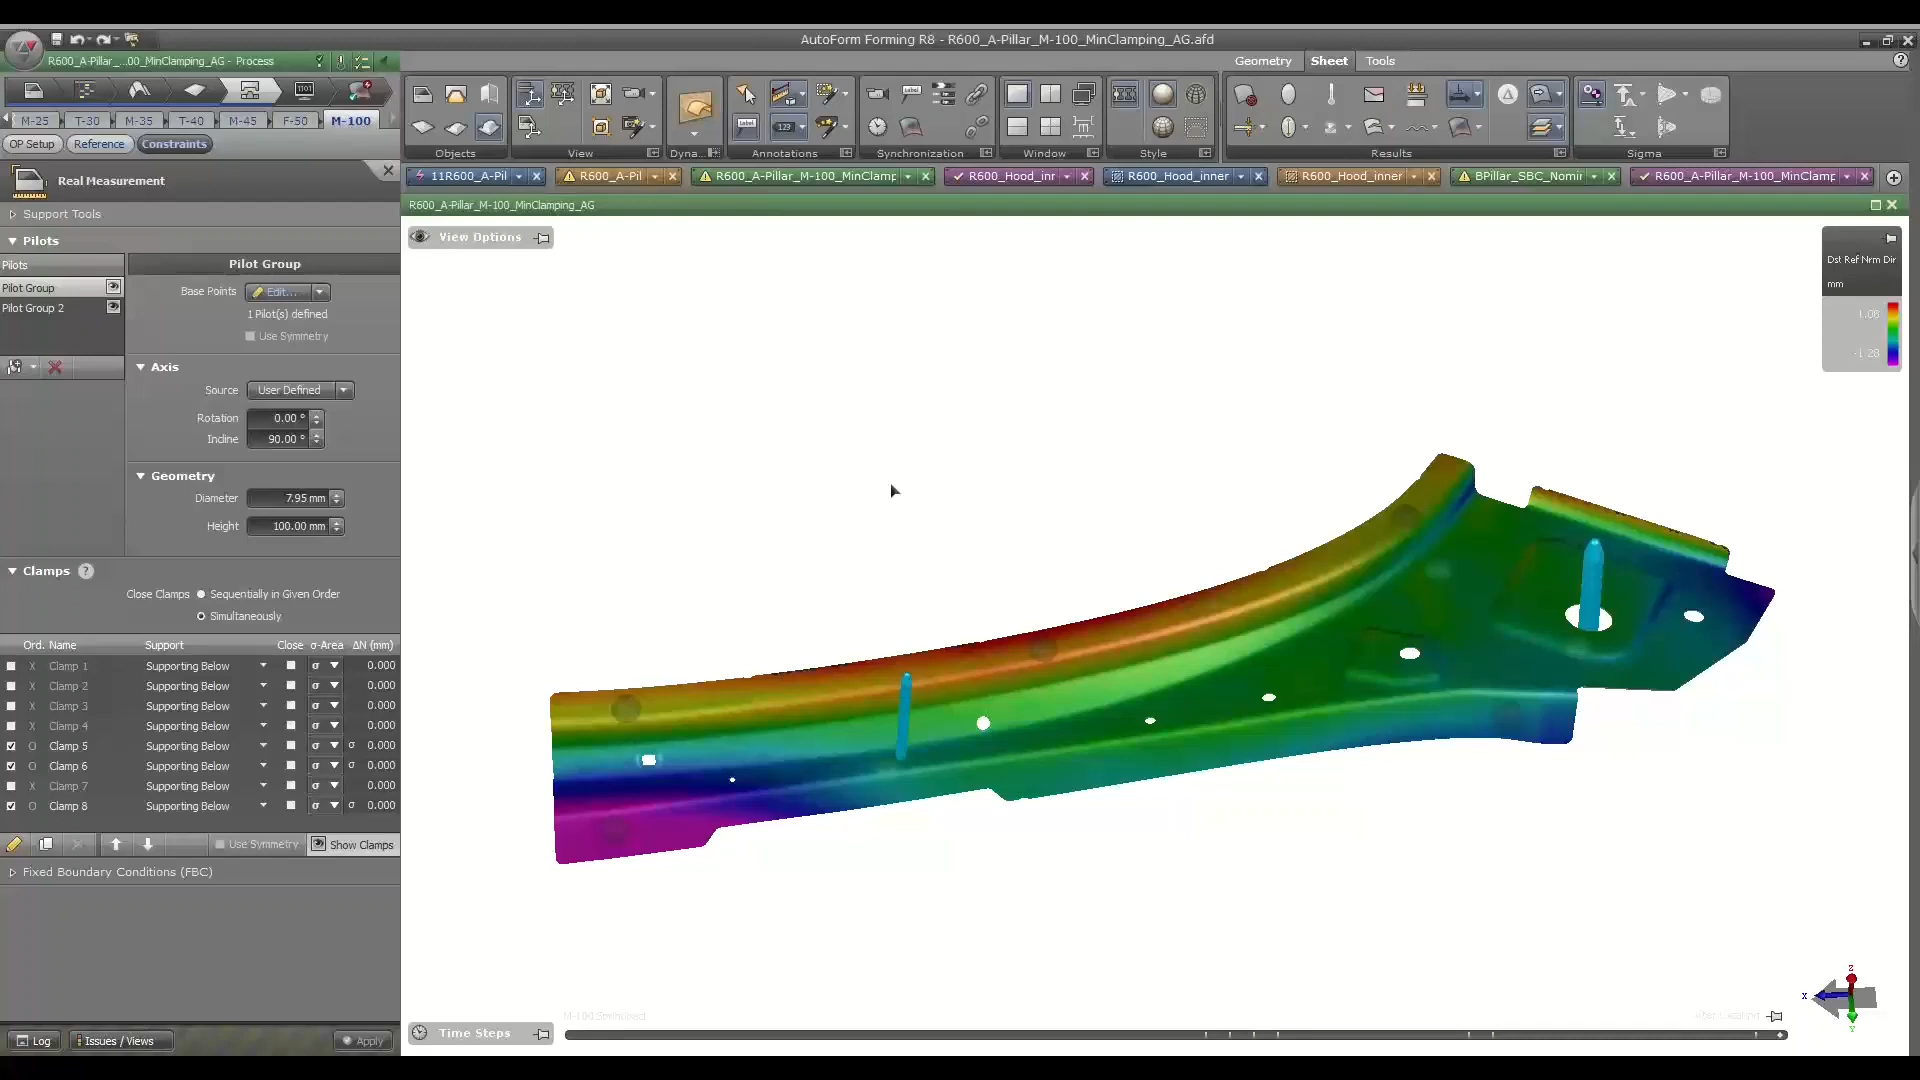 AutoForm Forming R8 - R600_A-Pillar_M-100_MinClamping_AG.afd
R600_A-Pillar_...00_MinClamping_AG - Process
Geometry Sheet Tools
M-25 T-30 M-35 T-40 M-45 F-50 M-100
OP Setup Reference Constraints
Objects View Dyna... Annotations Synchronization Window Style Results Sigma
11R600_A-Pil R600_A-Pil R600_A-Pillar_M-100_MinClamp R600_Hood_inr R600_Hood_inner R600_Hood_inner BPillar_SBC_Nomir R600_A-Pillar_M-100_MinClamp
R600_A-Pillar_M-100_MinClamping_AG
View Options
Real Measurement
Support Tools
Pilots
Pilots
Pilot Group
Pilot Group 2
Pilot Group
Base Points Edit...
1 Pilot(s) defined
Use Symmetry
Axis
Source User Defined
Rotation 0.00 °
Incline 90.00 °
Geometry
Diameter 7.95 mm
Height 100.00 mm
Clamps ?
Close Clamps Sequentially in Given Order
Simultaneously
Ord. Name Support Close σ-Area ΔN (mm)
X Clamp 1 Supporting Below σ 0.000
X Clamp 2 Supporting Below σ 0.000
X Clamp 3 Supporting Below σ 0.000
X Clamp 4 Supporting Below σ 0.000
O Clamp 5 Supporting Below σ σ 0.000
O Clamp 6 Supporting Below σ σ 0.000
X Clamp 7 Supporting Below σ 0.000
O Clamp 8 Supporting Below σ σ 0.000
Use Symmetry Show Clamps
Fixed Boundary Conditions (FBC)
Log Issues / Views Apply
Dst Ref Nrm Dir
mm
1.08
-1.28
Time Steps
X
Z
Y